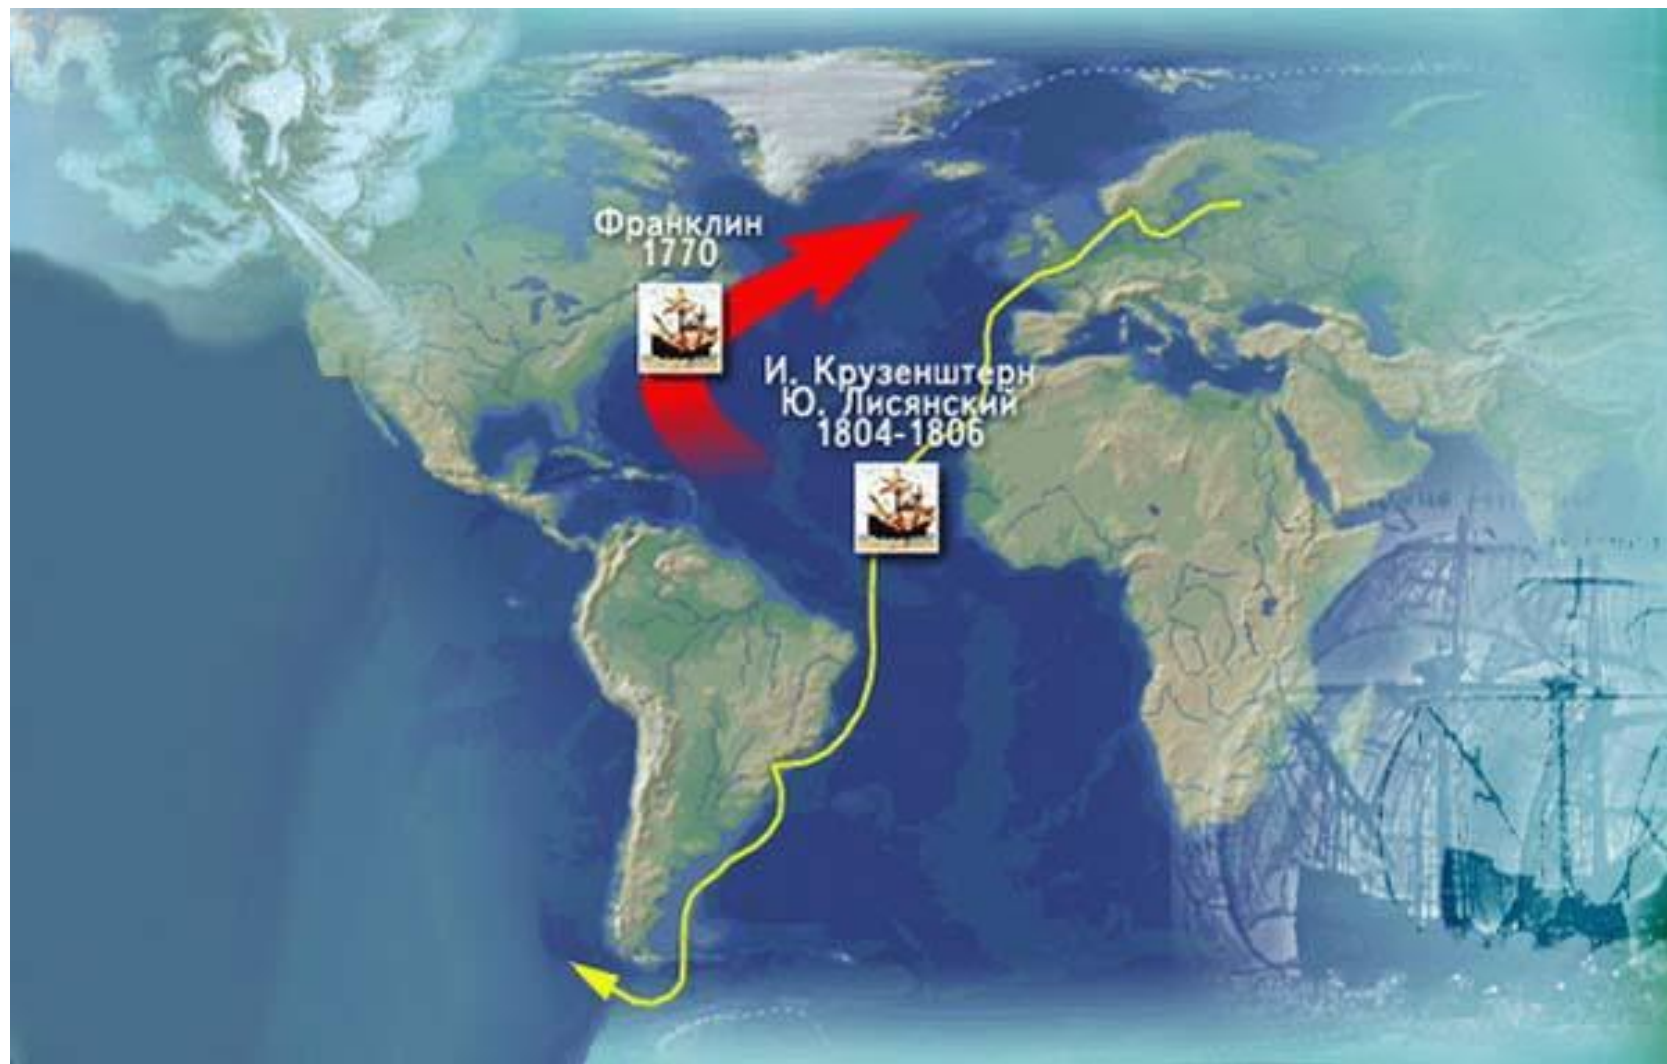 Франклин
1770
И. Крузенштерн
Ю. Лисянский
1804-1806